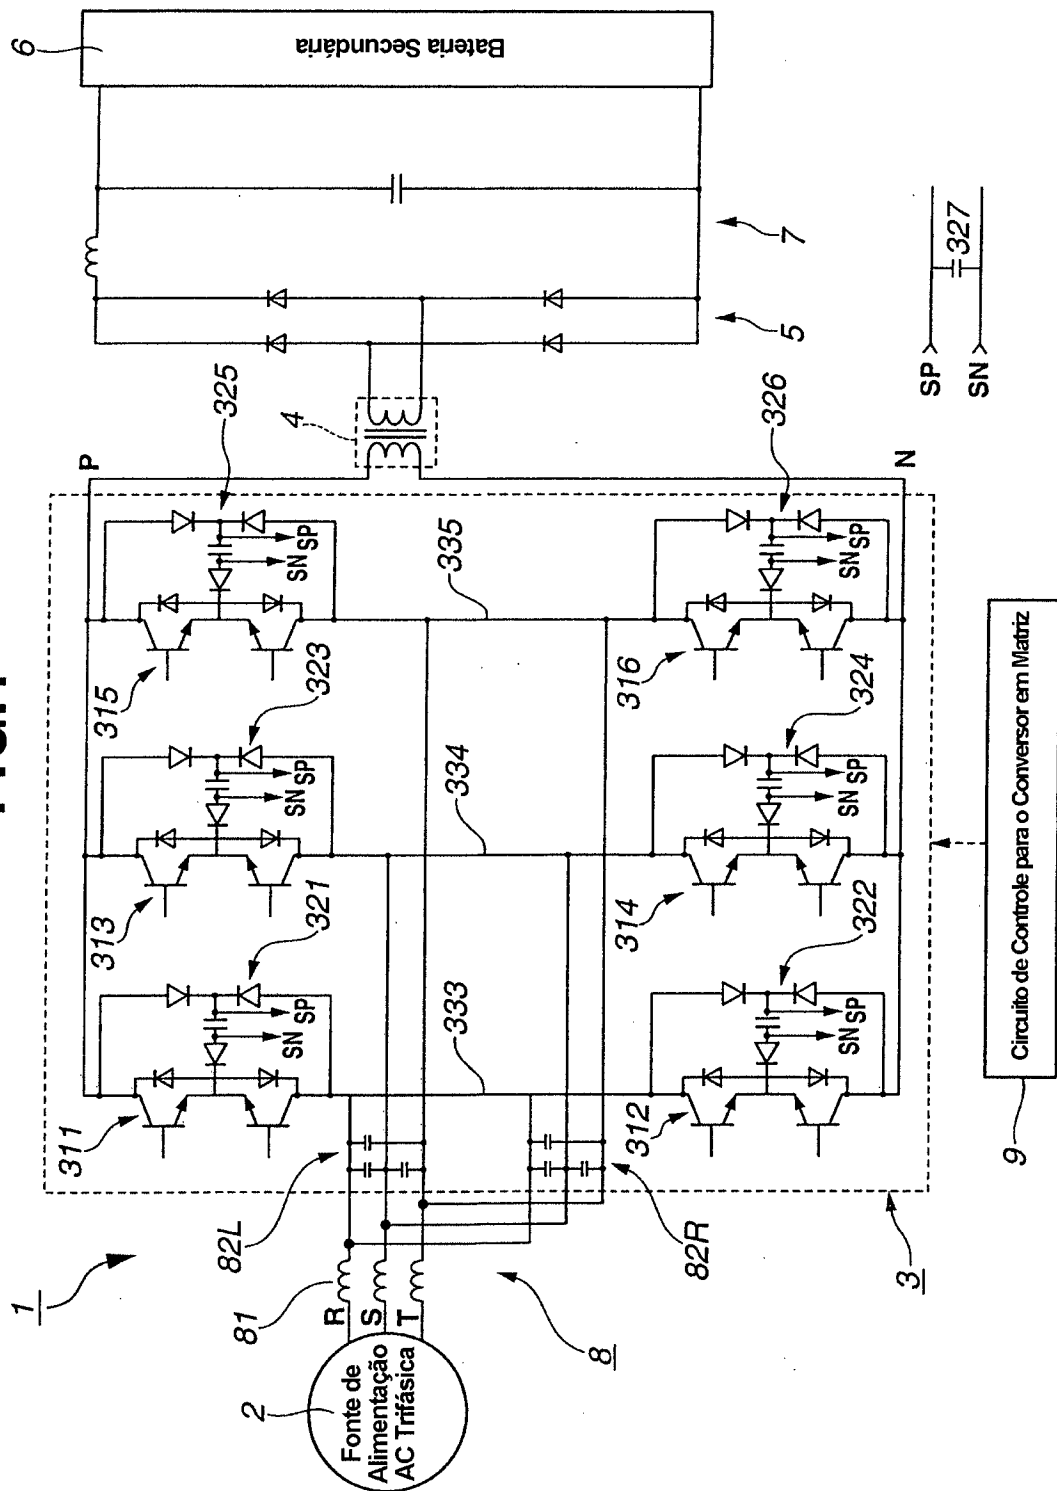 FIG. 1
1
2
Fonte de
Alimentação
AC Trifásica
R
S
T
81
8
82L
82R
3
311
313
315
321
323
325
SN
SP
SN
SP
SN
SP
333
334
335
312
314
316
322
324
326
SN
SP
SN
SP
SN
SP
P
N
4
5
7
6
Bateria Secundária
SP
SN
327
9
Circuito de Controle para o Conversor em Matriz